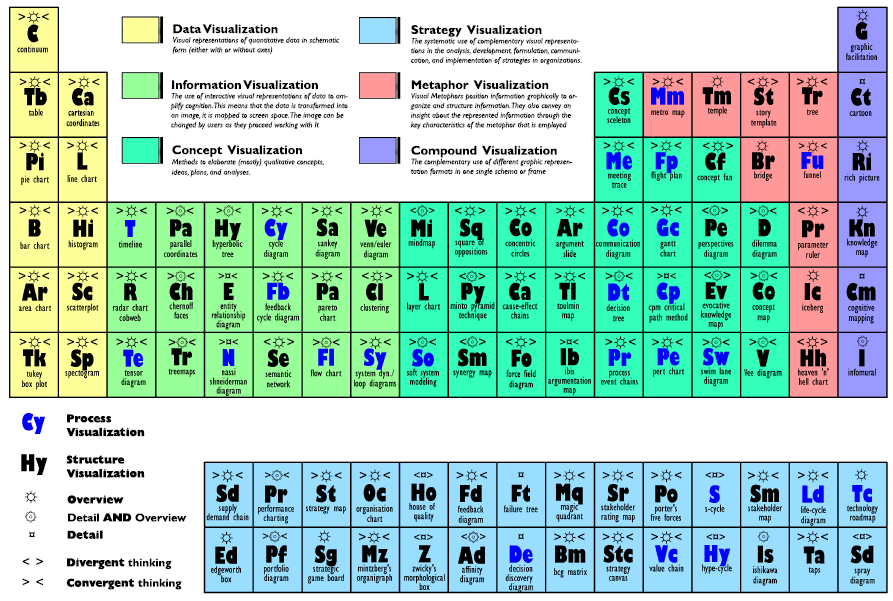 > ☼ <
C
continuum
Data Visualization
Visual representations of quantitative data in schematic
form (either with or without axes)
Strategy Visualization
The systematic use of complementary visual representa-
tions in the analysis, development, formulation, communi-
cation, and implementation of strategies in organizations.
G
graphic
facilitation
Tb
table
Ca
cartesian
coordinates
Information Visualization
The use of interactive visual representations of data to am-
plify cognition. This means that the data is transformed into
an image, it is mapped to screen space. The image can be
changed by users as they proceed working with it
Metaphor Visualization
Visual Metaphors position information graphically to or-
ganize and structure information. They also convey an
insight about the represented information through the
key characteristics of the metaphor that is employed
Cs
concept
sceleton
Mm
metro map
Tm
temple
St
story
template
Tr
tree
Ct
cartoon
Pi
pie chart
L
line chart
Concept Visualization
Methods to elaborate (mostly) qualitative concepts,
ideas, plans, and analyses.
Compound Visualization
The complementary use of different graphic represen-
tation formats in one single schema or frame
Me
meeting
trace
Fp
flight plan
Cf
concept fan
Br
bridge
Fu
funnel
Ri
rich picture
B
bar chart
Hi
histogram
T
timeline
Pa
parallel
coordinates
Hy
hyperbolic
tree
Cy
cycle
diagram
Sa
sankey
diagram
Ve
venn/euler
diagram
Mi
mindmap
Sq
square of
oppositions
Co
concentric
circles
Ar
argument
slide
Co
communication
diagram
Gc
gantt
chart
Pe
perspectives
diagram
D
dilemma
diagram
Pr
parameter
ruler
Kn
knowledge
map
Ar
area chart
Sc
scatterplot
R
radar chart
cobweb
Ch
chernoff
faces
E
entity
relationship
diagram
Fb
feedback
cycle diagram
Pa
pareto
chart
Cl
clustering
L
layer chart
Py
minto pyramid
technique
Ca
cause-effect
chains
Tl
toulmin
map
Dt
decision
tree
Cp
cpm critical
path method
Ev
evocative
knowledge
maps
Co
concept
map
Ic
iceberg
Cm
cognitive
mapping
Tk
tukey
box plot
Sp
spectogram
Te
tensor
diagram
Tr
treemaps
N
nassi
shneiderman
diagram
Se
semantic
network
Fl
flow chart
Sy
system dyn./
loop diagrams
So
soft system
modeling
Sm
synergy map
Fo
force field
diagram
Ib
ibis
argumentation
map
Pr
process
event chains
Pe
pert chart
Sw
swim lane
diagram
V
Vee diagram
Hh
heaven 'n'
hell chart
I
infomural
Cy
Process
Visualization
Hy
Structure
Visualization
☼ Overview
Detail AND Overview
¤ Detail
< > Divergent thinking
> < Convergent thinking
Sd
supply
demand chain
Pr
performance
charting
St
strategy map
Oc
organisation
chart
Ho
house of
quality
Fd
feedback
diagram
Ft
failure tree
Mq
magic
quadrant
Sr
stakeholder
rating map
Po
porter's
five forces
S
s-cycle
Sm
stakeholder
map
Ld
life-cycle
diagram
Tc
technology
roadmap
Ed
edgeworth
box
Pf
portfolio
diagram
Sg
strategic
game board
Mz
mintzberg's
organigraph
Z
zwicky's
morphological
box
Ad
affinity
diagram
De
decision
discovery
diagram
Bm
bcg matrix
Stc
strategy
canvas
Vc
value chain
Hy
hype-cycle
Is
ishikawa
diagram
Ta
taps
Sd
spray
diagram